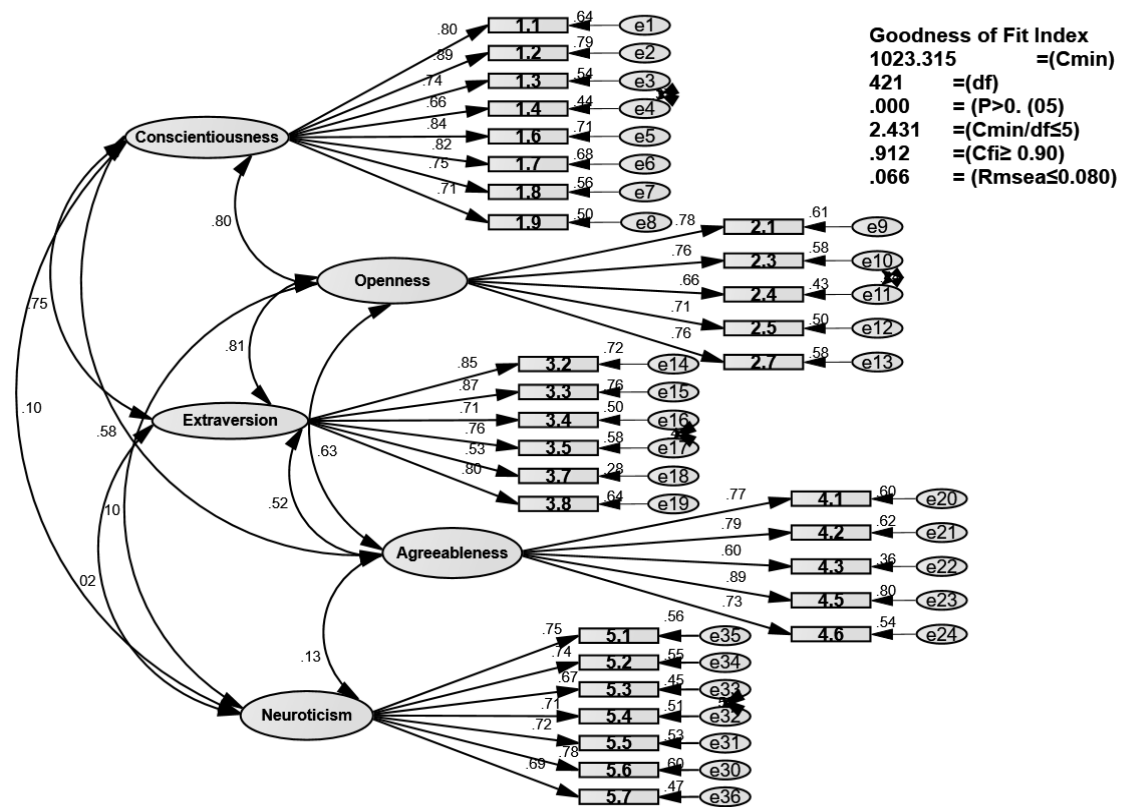 Goodness of Fit Index
1023.315 =(Cmin)
421 =(df)
.000 = (P>0. (05)
2.431 =(Cmin/df≤5)
.912 =(Cfi≥ 0.90)
.066 = (Rmsea≤0.080)
Conscientiousness
.80 1.1 .64 e1
.89 1.2 .79 e2
.74 1.3 .54 e3
.66 1.4 .44 e4
.84 1.6 .71 e5
.82 1.7 .68 e6
.75 1.8 .56 e7
.71 1.9 .50 e8
.80
Openness
.78 2.1 .61 e9
.76 2.3 .58 e10
.66 2.4 .43 e11
.71 2.5 .50 e12
.76 2.7 .58 e13
.75
.81
.10
.58
Extraversion
.85 3.2 .72 e14
.87 3.3 .76 e15
.71 3.4 .50 e16
.76 3.5 .58 e17
.53 3.7 .28 e18
.80 3.8 .64 e19
.63
.52
.10
Agreeableness
.77 4.1 .60 e20
.79 4.2 .62 e21
.60 4.3 .36 e22
.89 4.5 .80 e23
.73 4.6 .54 e24
02
.13
Neuroticism
.75 5.1 .56 e35
.74 5.2 .55 e34
.67 5.3 .45 e33
.71 5.4 .51 e32
.72 5.5 .53 e31
.78 5.6 .60 e30
.69 5.7 .47 e36